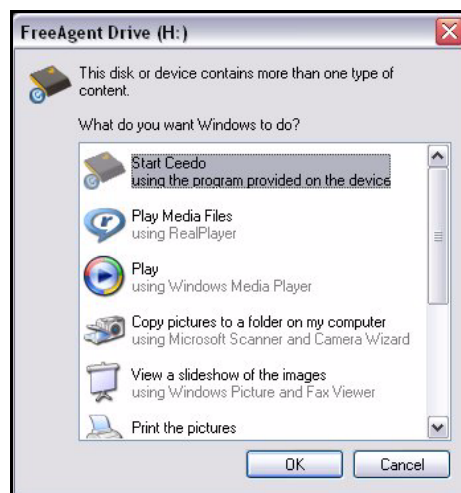 FreeAgent Drive (H:)
This disk or device contains more than one type of
content.
What do you want Windows to do?
Start Ceedo
using the program provided on the device
Play Media Files
using RealPlayer
Play
using Windows Media Player
Copy pictures to a folder on my computer
using Microsoft Scanner and Camera Wizard
View a slideshow of the images
using Windows Picture and Fax Viewer
Print the pictures
OK
Cancel